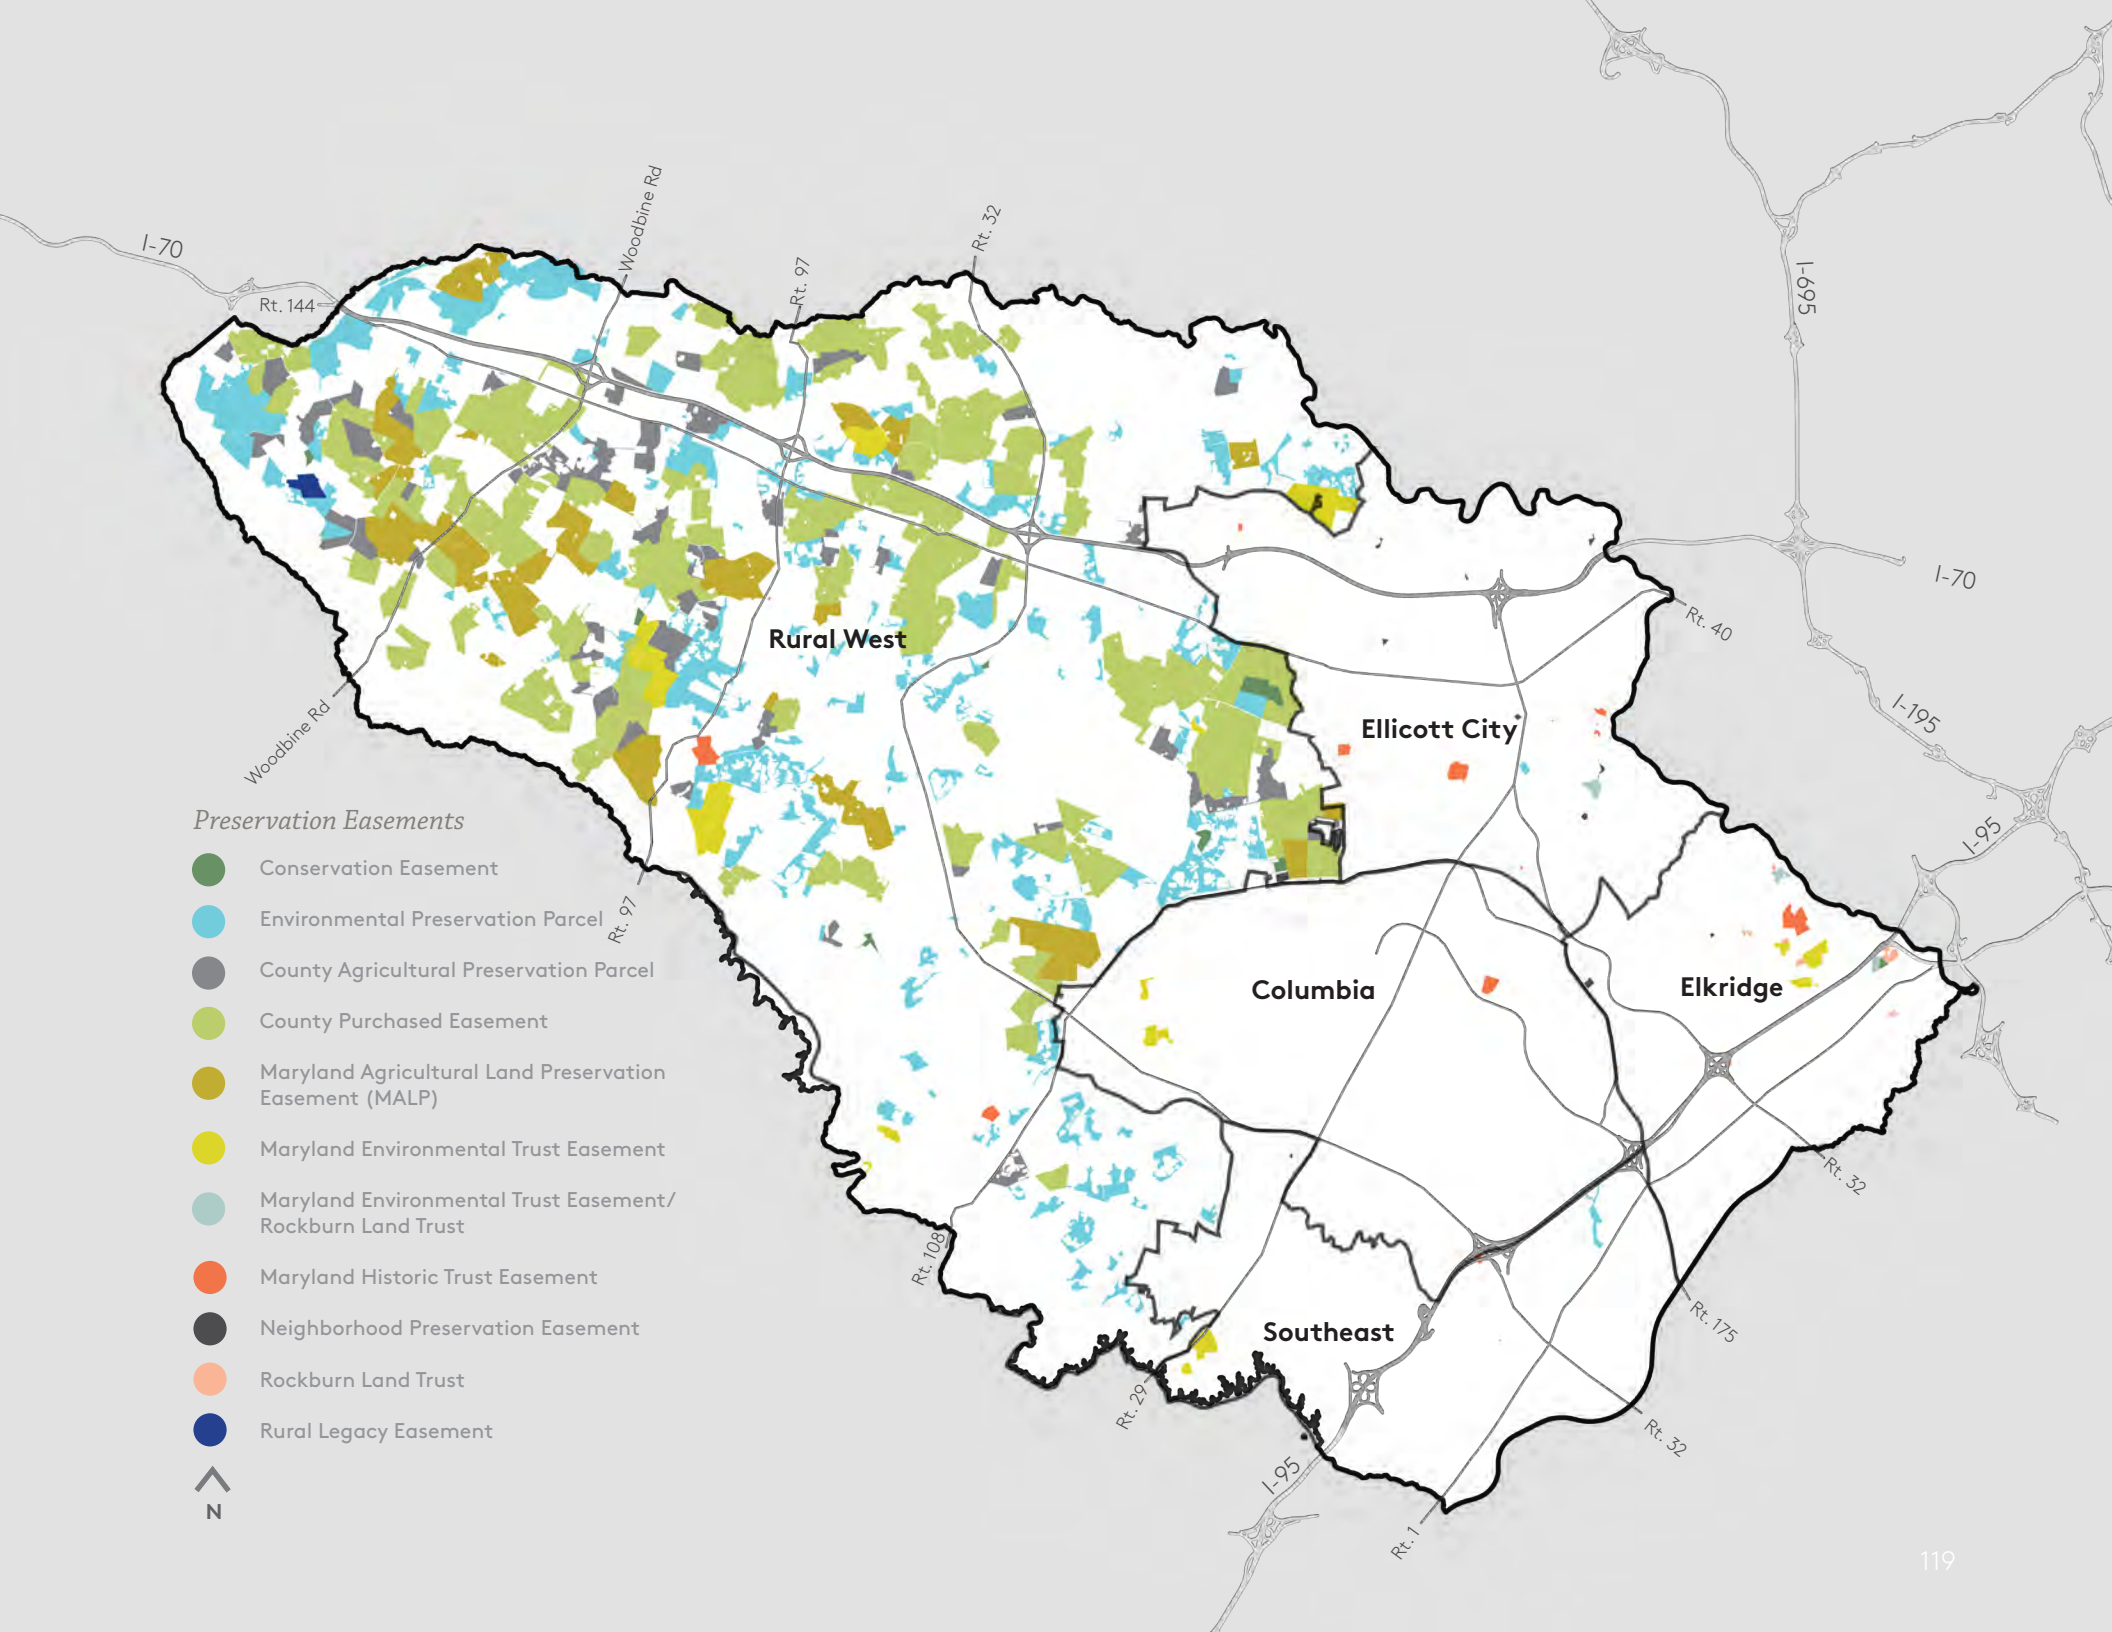 Woodbine Rd
Rt. 32
I-70
Rt. 97
Rt. 144
I-695
I-70
Rt. 40
Rural West
Ellicott City
I-195
Woodbine Rd
I-95
Preservation Easements
Conservation Easement
Environmental Preservation Parcel
County Agricultural Preservation Parcel
County Purchased Easement
Maryland Agricultural Land Preservation
Easement (MALP)
Maryland Environmental Trust Easement
Maryland Environmental Trust Easement/
Rockburn Land Trust
Maryland Historic Trust Easement
Neighborhood Preservation Easement
Rockburn Land Trust
Rural Legacy Easement
N
Rt. 97
Columbia
Elkridge
Rt. 32
Rt. 108
Southeast
Rt. 175
Rt. 29
Rt. 32
I-95
Rt. 1
119